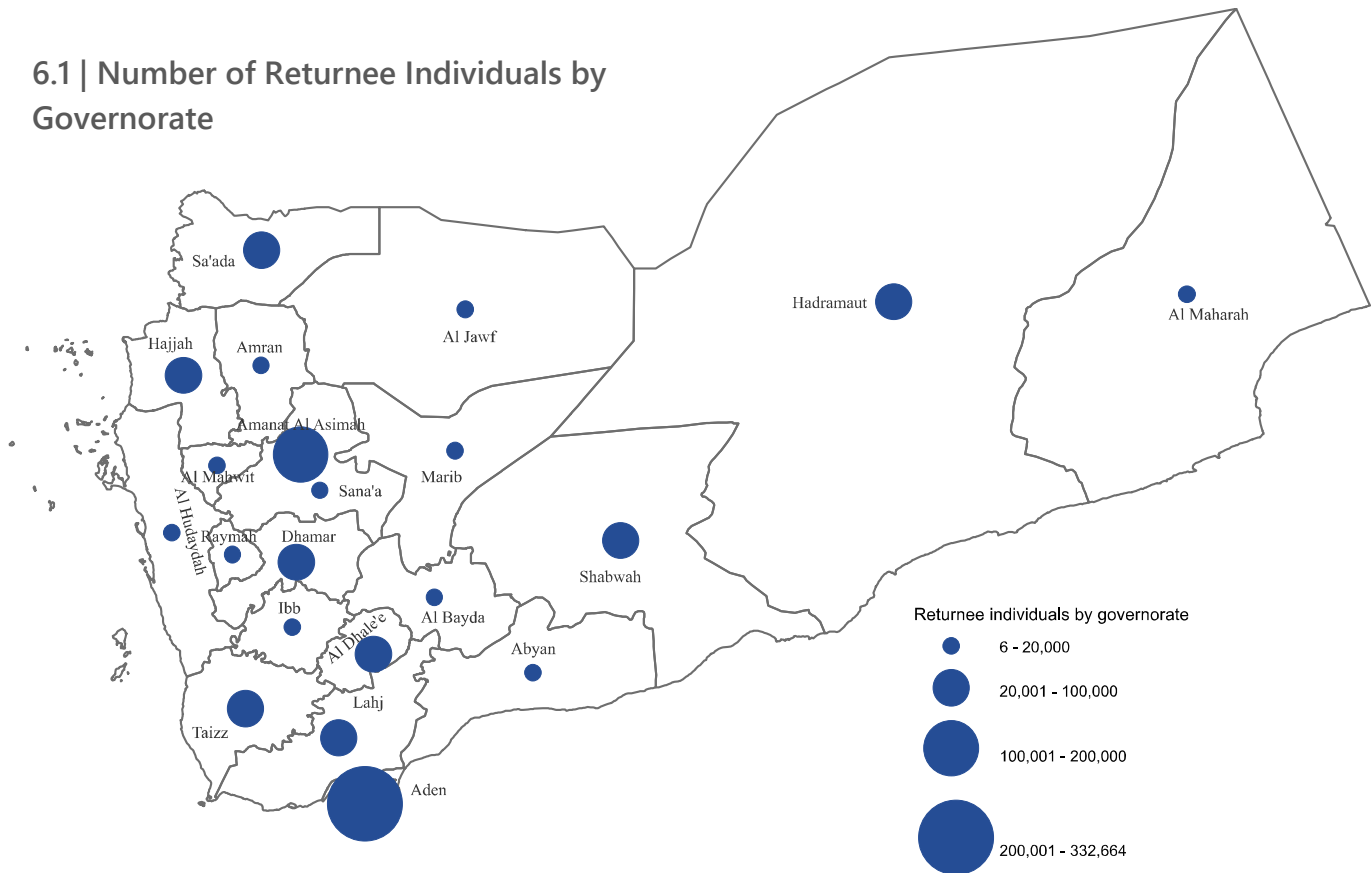 6.1 | Number of Returnee Individuals by
Governorate
Sa'ada
Al Jawf
Hadramaut
Al Maharah
Hajjah
Amran
Amanat Al Asimah
Al Mahwit
Marib
Sana'a
Al Hudaydah
Raymah
Dhamar
Shabwah
Ibb
Al Bayda
Al Dhale'e
Abyan
Lahj
Taizz
Aden
Returnee individuals by governorate
6 - 20,000
20,001 - 100,000
100,001 - 200,000
200,001 - 332,664